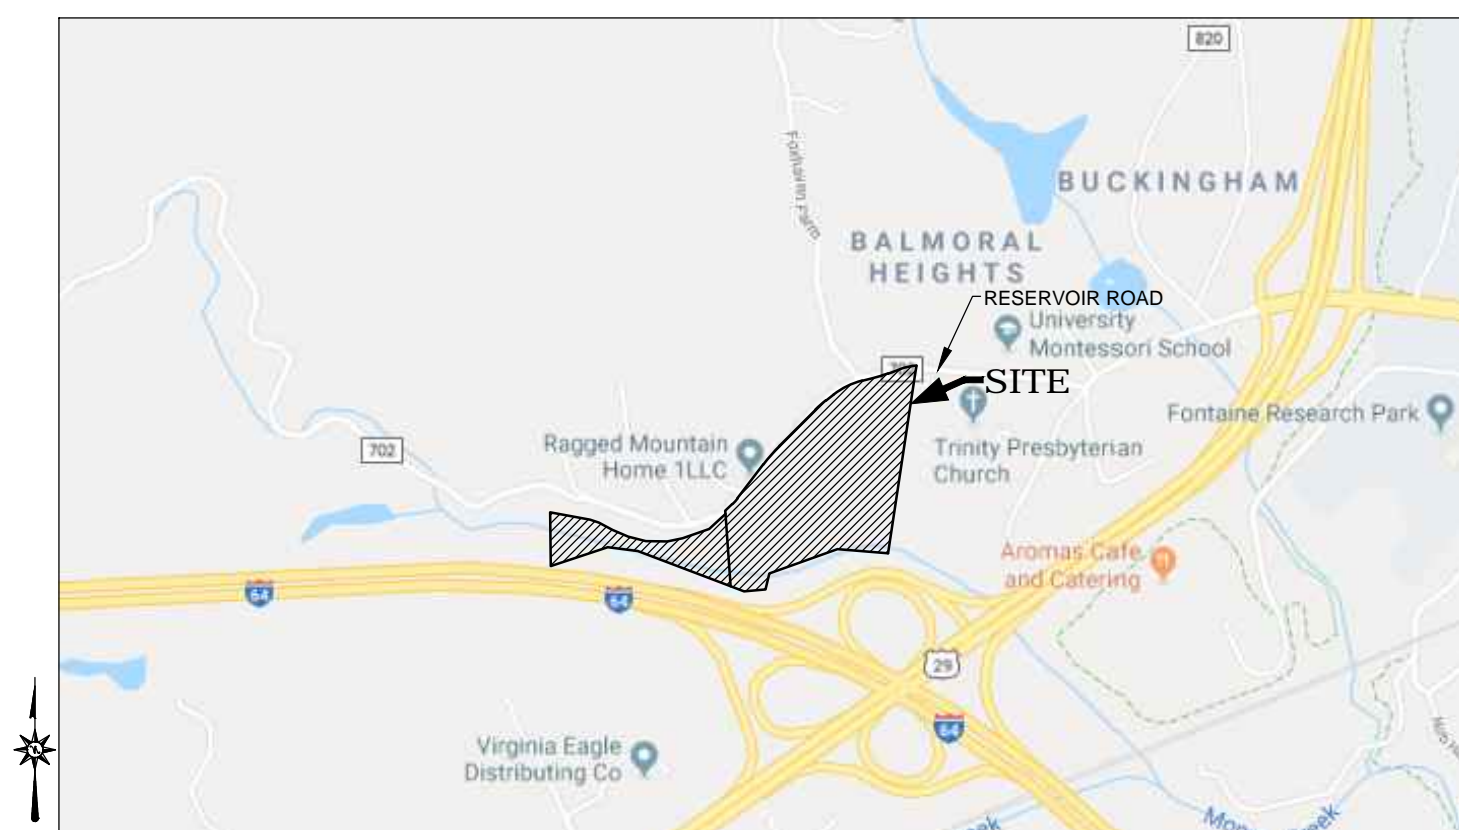 820
BUCKINGHAM
BALMORAL
HEIGHTS
RESERVOIR ROAD
University
Montessori School
SITE
Fontaine Research Park
Trinity Presbyterian
Church
702
Ragged Mountain
Home 1LLC
Aromas Cafe
and Catering
64
64
29
64
Virginia Eagle
Distributing Co